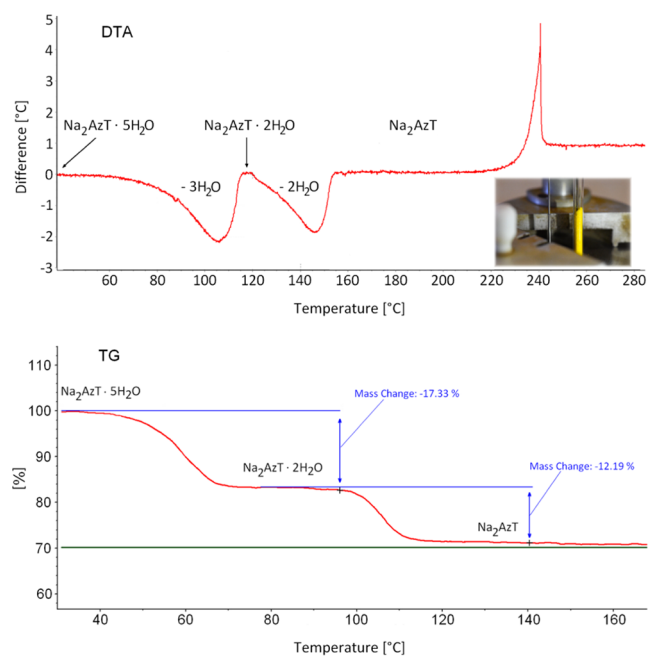 DTA
5
4
3
2
1
0
-1
-2
-3
Difference [°C]
Na₂AzT · 5H₂O
Na₂AzT · 2H₂O
Na₂AzT
- 3H₂O
- 2H₂O
60 80 100 120 140 160 180 200 220 240 260 280
Temperature [°C]
TG
110
100
90
80
70
60
[%]
Na₂AzT · 5H₂O
Mass Change: -17.33 %
Na₂AzT · 2H₂O
Mass Change: -12.19 %
Na₂AzT
40 60 80 100 120 140 160
Temperature [°C]